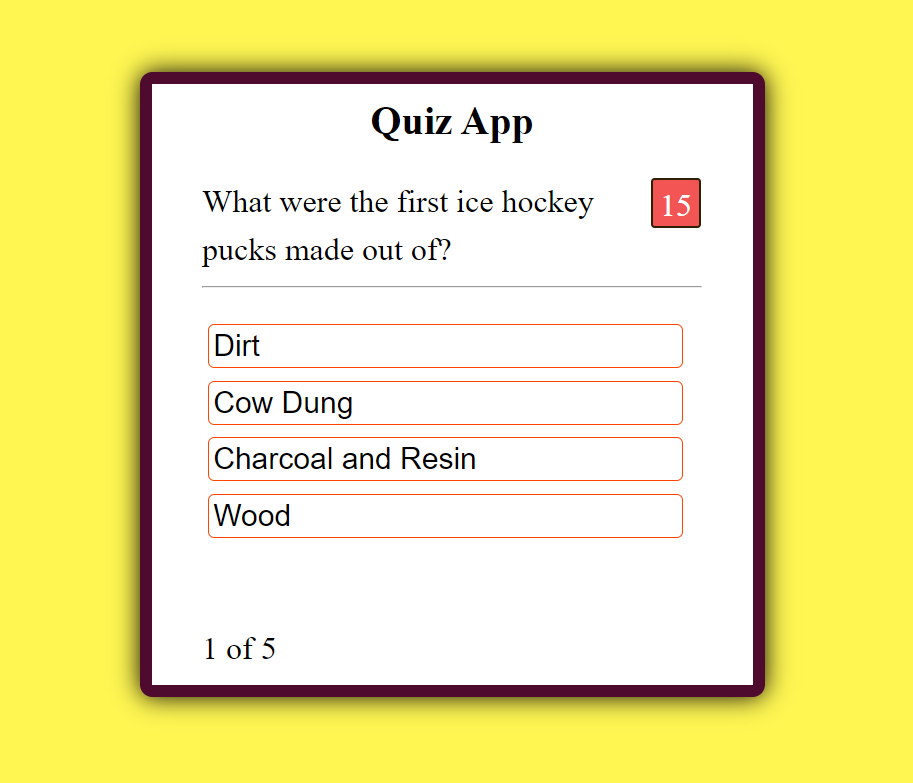 Quiz App
What were the first ice hockey
15
pucks made out of?
Dirt
Cow Dung
Charcoal and Resin
Wood
1 of 5